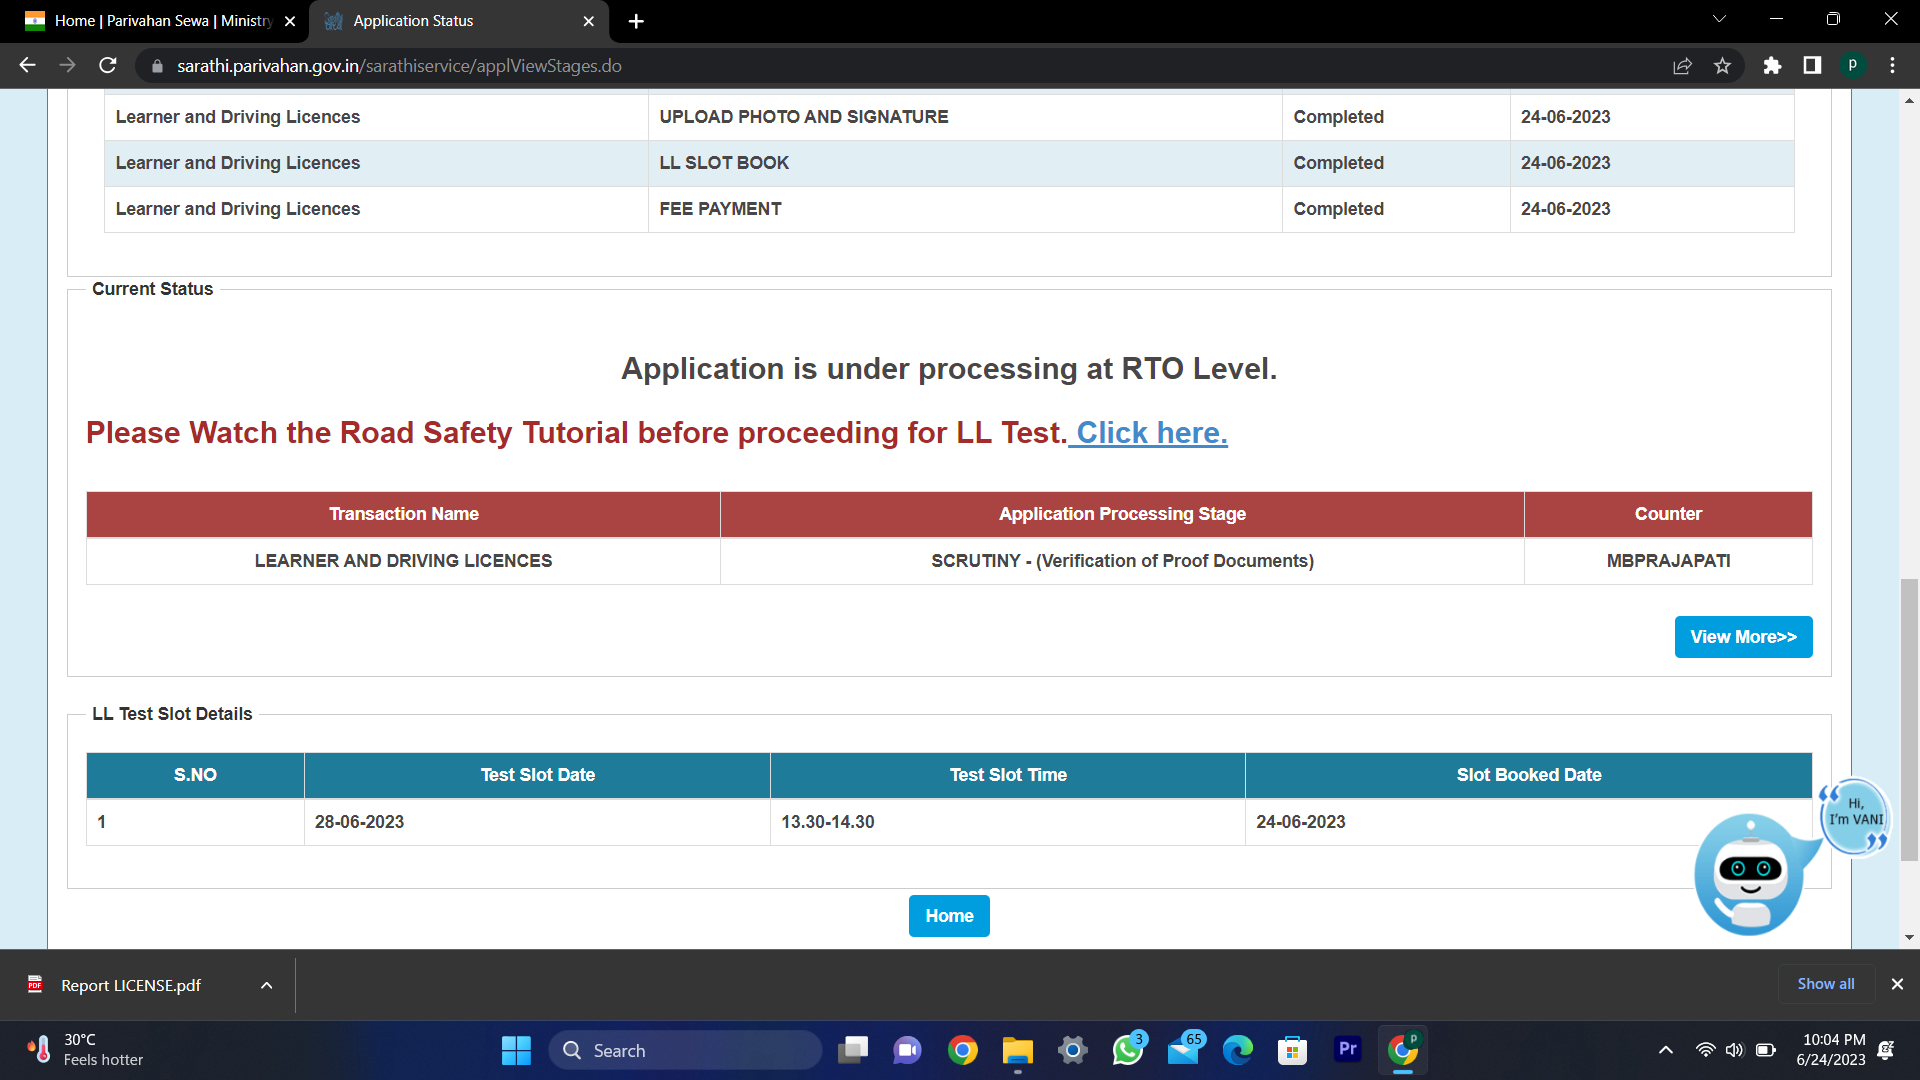 Home | Parivahan Sewa | Ministry
Application Status
sarathi.parivahan.gov.in/sarathiservice/applViewStages.do
P
Learner and Driving Licences UPLOAD PHOTO AND SIGNATURE Completed 24-06-2023
Learner and Driving Licences LL SLOT BOOK Completed 24-06-2023
Learner and Driving Licences FEE PAYMENT Completed 24-06-2023
Current Status
Application is under processing at RTO Level.
Please Watch the Road Safety Tutorial before proceeding for LL Test. Click here.
Transaction Name Application Processing Stage Counter
LEARNER AND DRIVING LICENCES SCRUTINY - (Verification of Proof Documents) MBPRAJAPATI
View More>>
LL Test Slot Details
S.NO Test Slot Date Test Slot Time Slot Booked Date
1 28-06-2023 13.30-14.30 24-06-2023
Hi,
I'm VANI
Home
PDF Report LICENSE.pdf
Show all
30°C
Feels hotter
Search
3
65
Pr
P
10:04 PM
6/24/2023